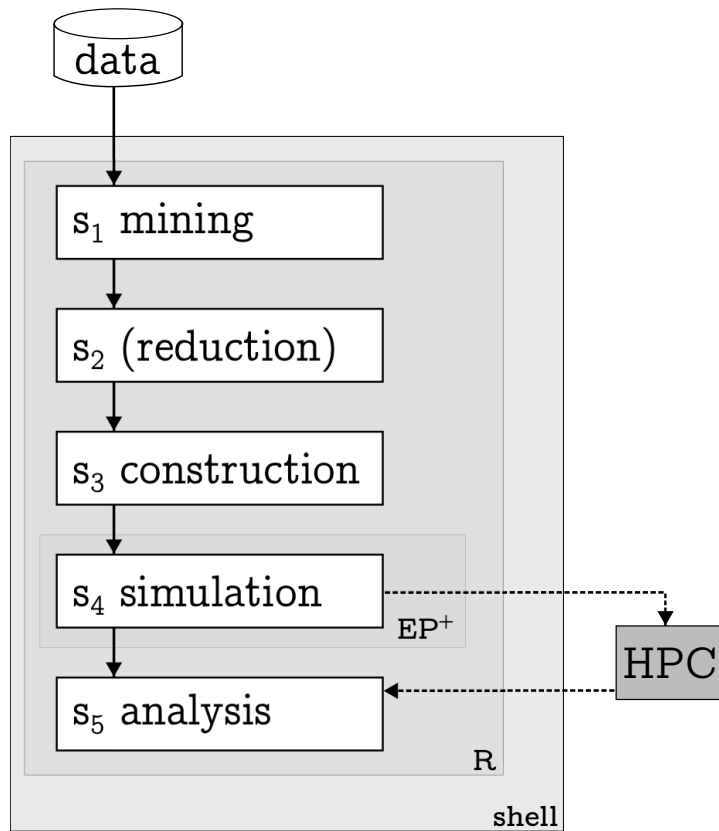 data
s₁ mining
s₂ (reduction)
s₃ construction
s₄ simulation
EP⁺
HPC
s₅ analysis
R
shell